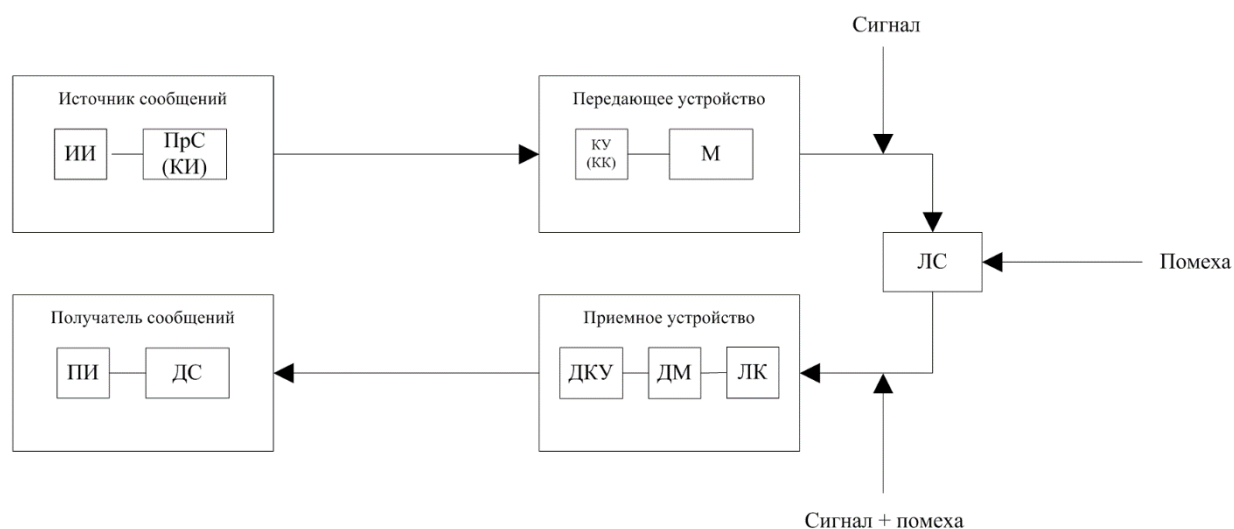 Сигнал
Источник сообщений
ИИ
ПрС
(КИ)
Передающее устройство
КУ
(КК)
М
ЛС
Помеха
Получатель сообщений
ПИ
ДС
Приемное устройство
ДКУ
ДМ
ЛК
Сигнал + помеха